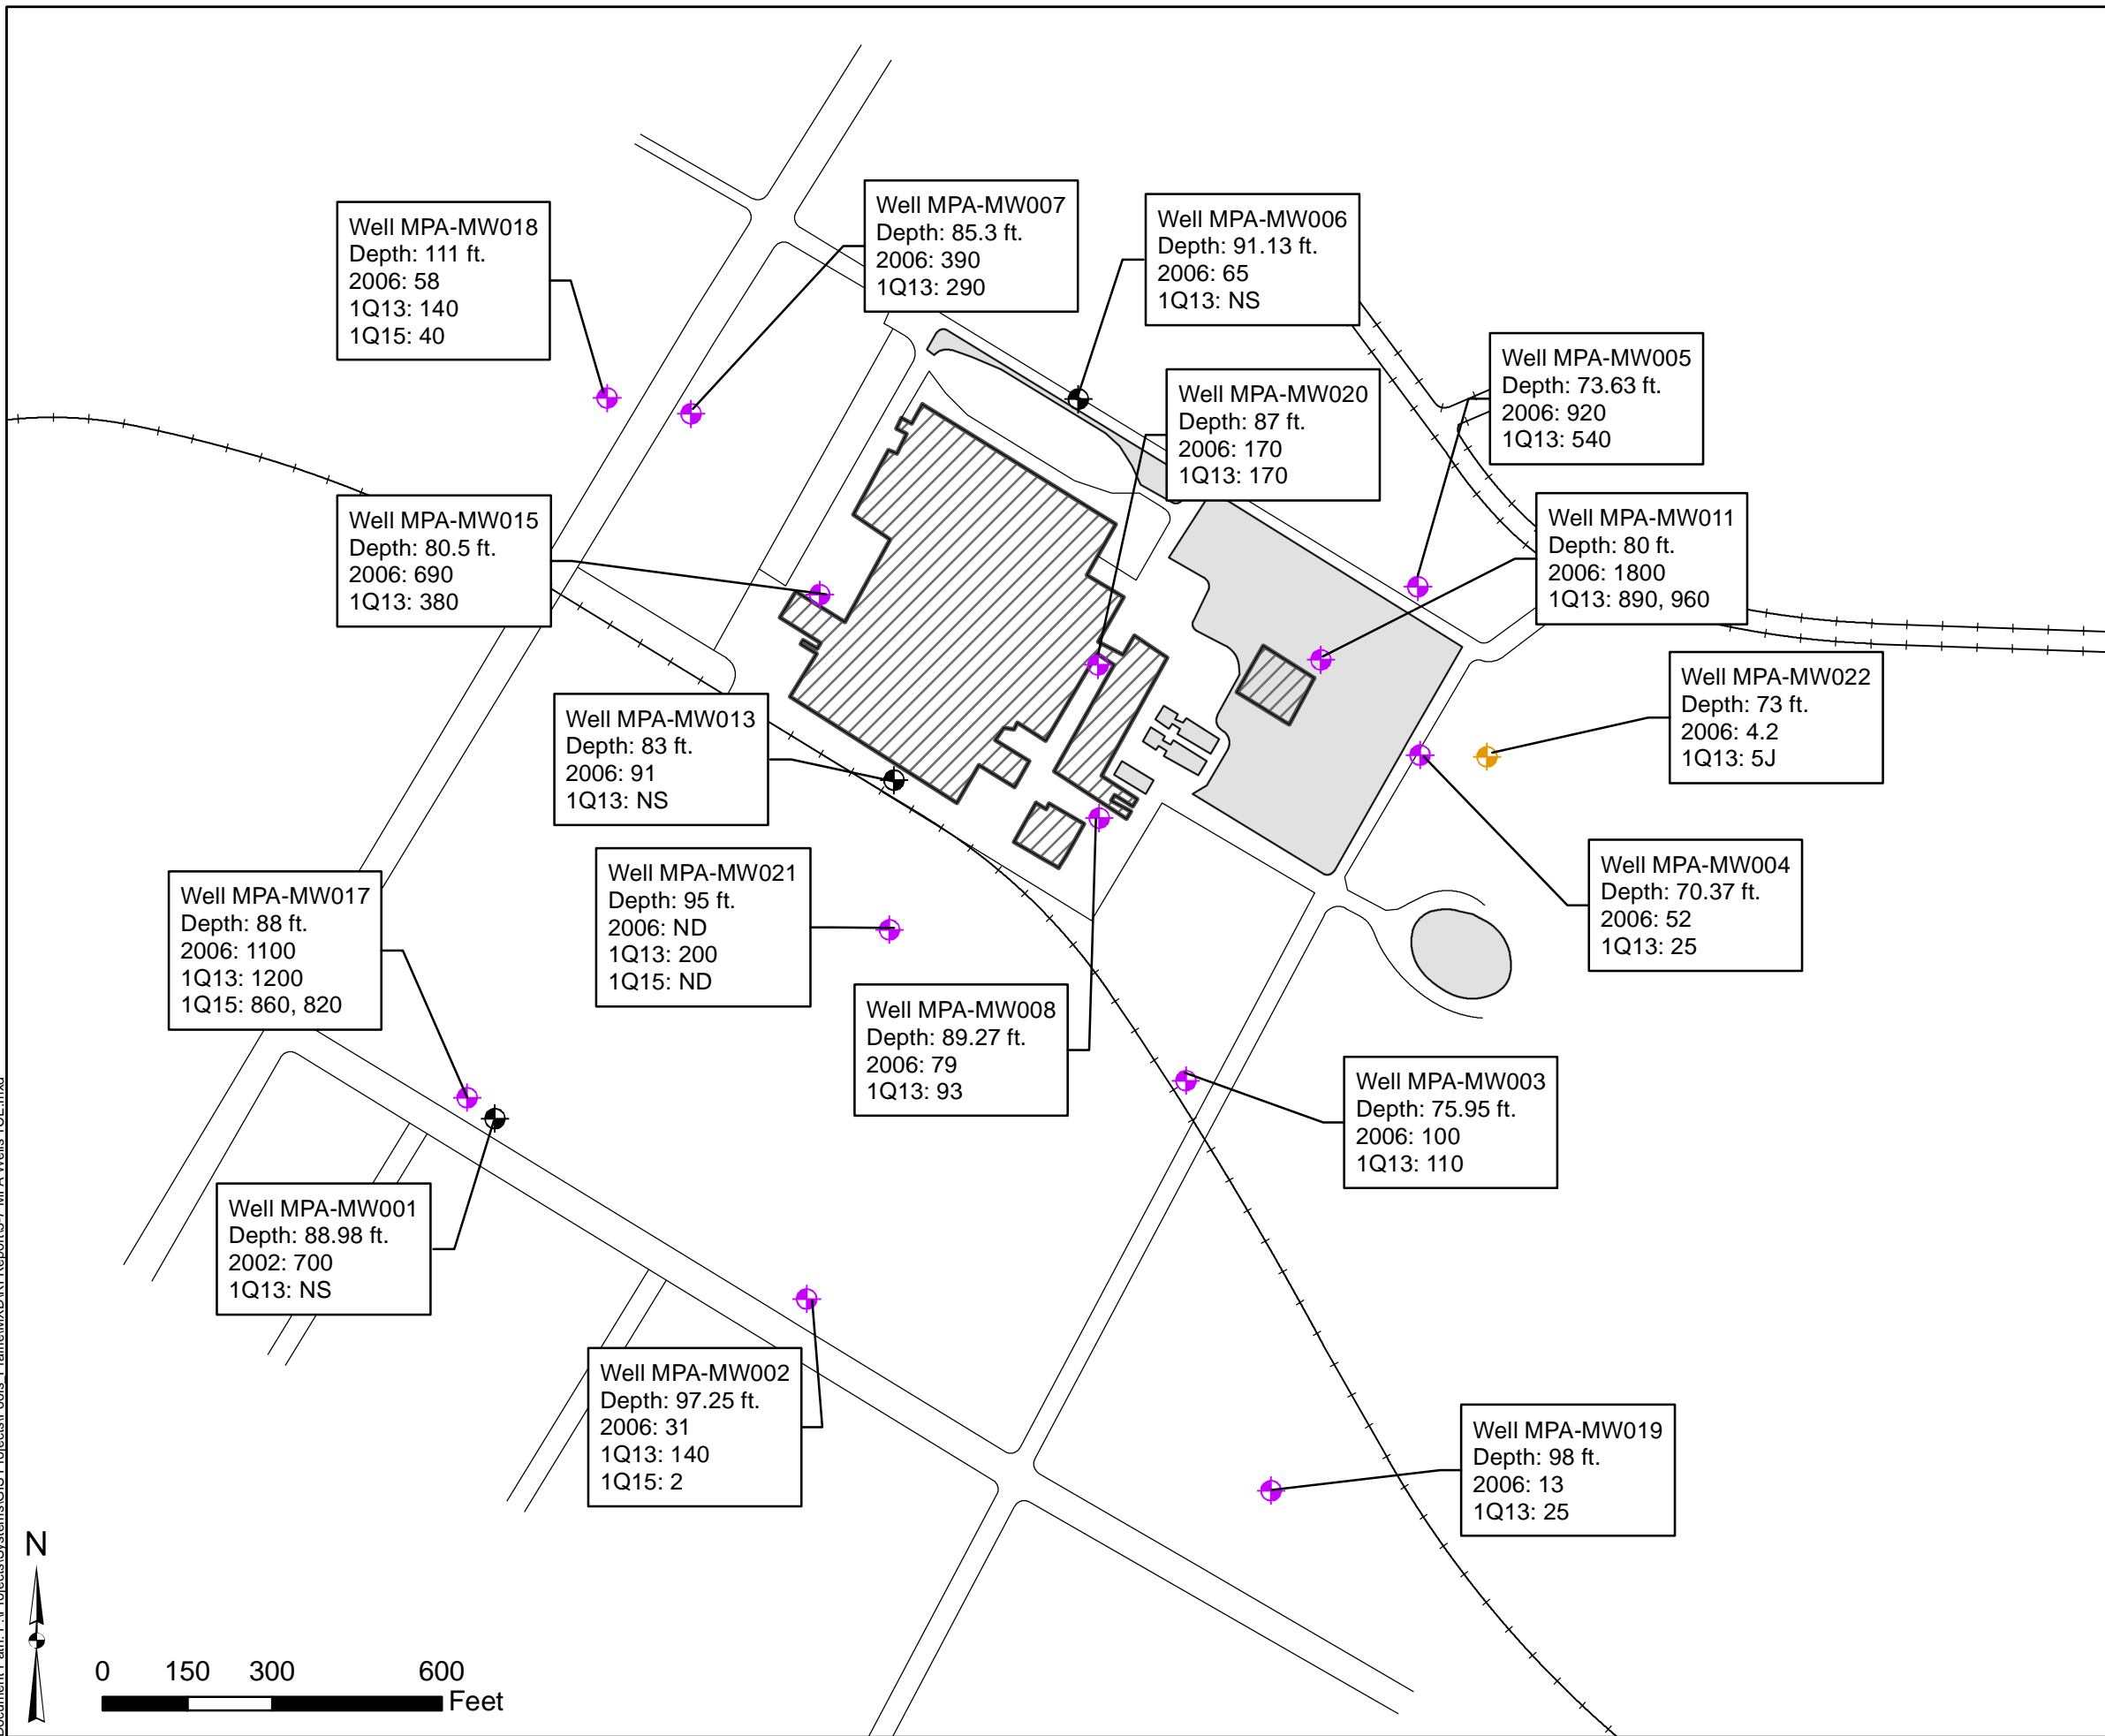 Well MPA-MW018
Depth: 111 ft.
2006: 58
1Q13: 140
1Q15: 40
Well MPA-MW007
Depth: 85.3 ft.
2006: 390
1Q13: 290
Well MPA-MW006
Depth: 91.13 ft.
2006: 65
1Q13: NS
Well MPA-MW005
Depth: 73.63 ft.
2006: 920
1Q13: 540
Well MPA-MW020
Depth: 87 ft.
2006: 170
1Q13: 170
Well MPA-MW015
Depth: 80.5 ft.
2006: 690
1Q13: 380
Well MPA-MW011
Depth: 80 ft.
2006: 1800
1Q13: 890, 960
Well MPA-MW022
Depth: 73 ft.
2006: 4.2
1Q13: 5J
Well MPA-MW013
Depth: 83 ft.
2006: 91
1Q13: NS
Well MPA-MW004
Depth: 70.37 ft.
2006: 52
1Q13: 25
Well MPA-MW021
Depth: 95 ft.
2006: ND
1Q13: 200
1Q15: ND
Well MPA-MW017
Depth: 88 ft.
2006: 1100
1Q13: 1200
1Q15: 860, 820
Well MPA-MW008
Depth: 89.27 ft.
2006: 79
1Q13: 93
Well MPA-MW003
Depth: 75.95 ft.
2006: 100
1Q13: 110
Well MPA-MW001
Depth: 88.98 ft.
2002: 700
1Q13: NS
Well MPA-MW002
Depth: 97.25 ft.
2006: 31
1Q13: 140
1Q15: 2
Well MPA-MW019
Depth: 98 ft.
2006: 13
1Q13: 25
N
0 150 300 600
Feet